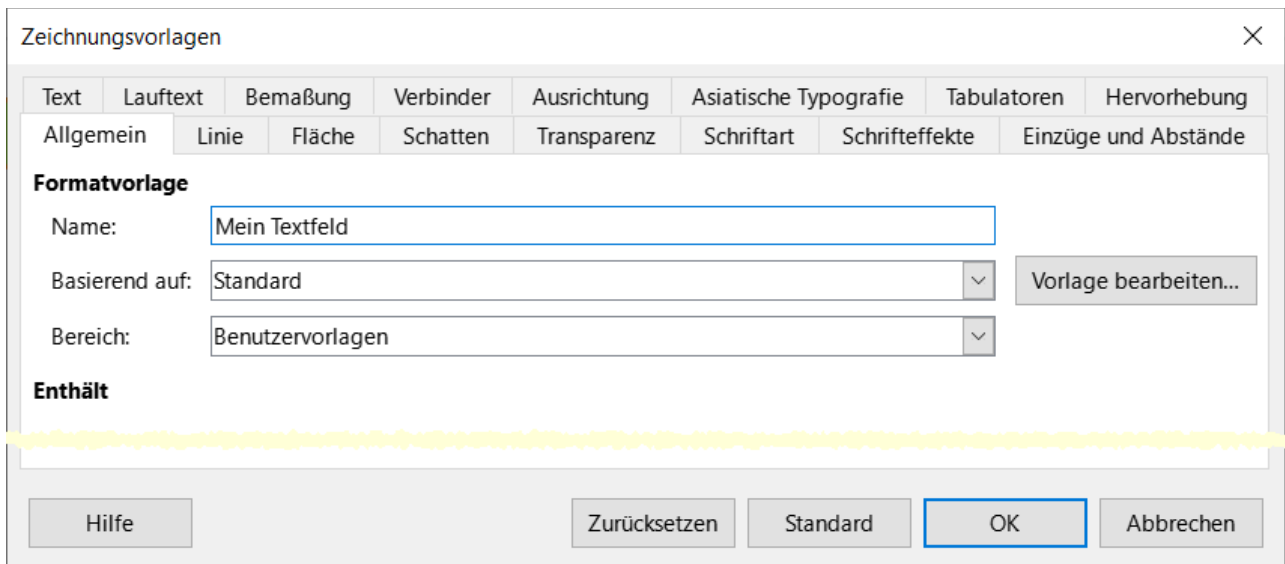 Zeichnungsvorlagen
Text Lauftext Bemaßung Verbinder Ausrichtung Asiatische Typografie Tabulatoren Hervorhebung
Allgemein Linie Fläche Schatten Transparenz Schriftart Schrifteffekte Einzüge und Abstände
Formatvorlage
Name: Mein Textfeld
Basierend auf: Standard Vorlage bearbeiten...
Bereich: Benutzervorlagen
Enthält
Hilfe Zurücksetzen Standard OK Abbrechen